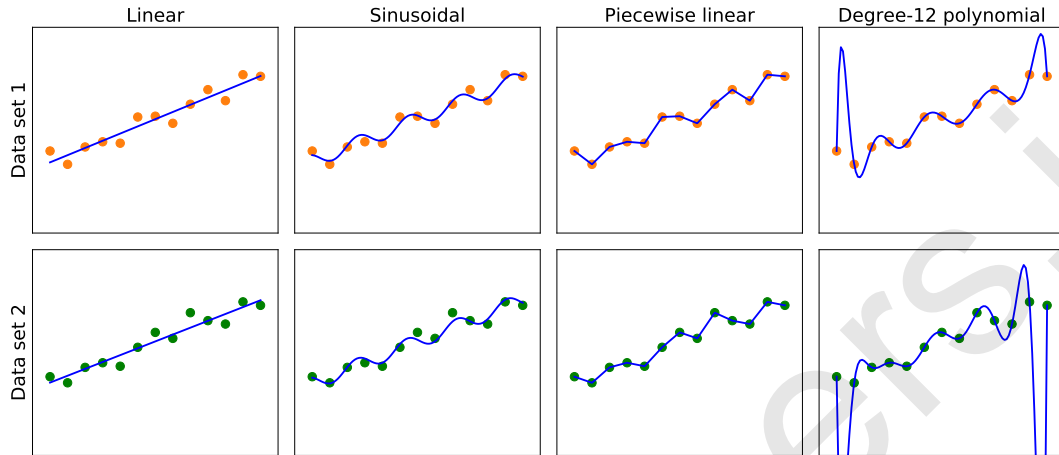 Linear
Sinusoidal
Piecewise linear
Degree-12 polynomial
Data set 1
Data set 2